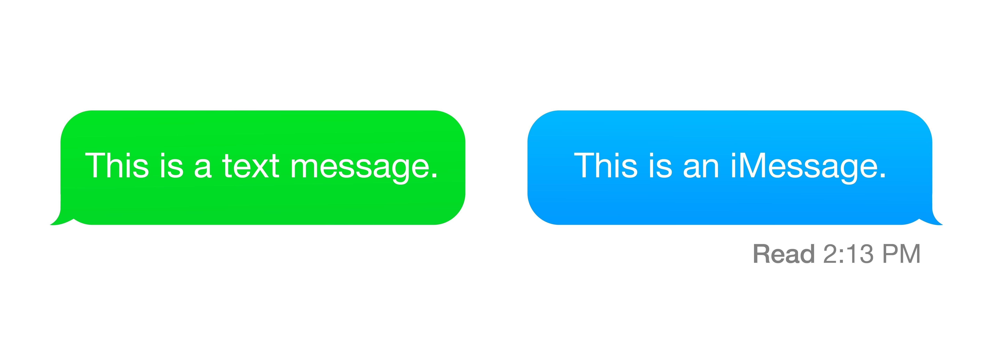 This is a text message.
This is an iMessage.
Read 2:13 PM